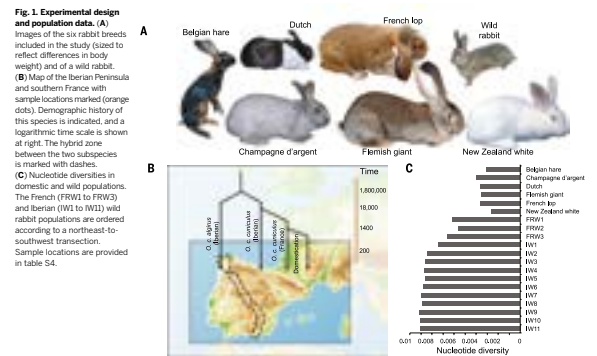 Fig. 1. Experimental design
and population data. (A)
Images of the six rabbit breeds
included in the study (sized to
reflect differences in body
weight) and of a wild rabbit.
(B) Map of the Iberian Peninsula
and southern France with
sample locations marked (orange
dots). Demographic history of
this species is indicated, and a
logarithmic time scale is shown
at right. The hybrid zone
between the two subspecies
is marked with dashes.
(C) Nucleotide diversities in
domestic and wild populations.
The French (FRW1 to FRW3)
and Iberian (IW1 to IW11) wild
rabbit populations are ordered
according to a northeast-to-
southwest transection.
Sample locations are provided
in table S4.
A
Belgian hare
Dutch
French lop
Wild
rabbit
Champagne d'argent
Flemish giant
New Zealand white
B
Time
1,800,000
18,000
1400
200
O. c. algirus
(Iberian)
O. c. cuniculus
(Iberian)
O. c. cuniculus
(France)
Domestication
C
Belgian hare
Champagne d'argent
Dutch
Flemish giant
French lop
New Zealand white
FRW1
FRW2
FRW3
IW1
IW2
IW3
IW4
IW5
IW6
IW7
IW8
IW9
IW10
IW11
0.01 0.008 0.006 0.004 0.002 0
Nucleotide diversity